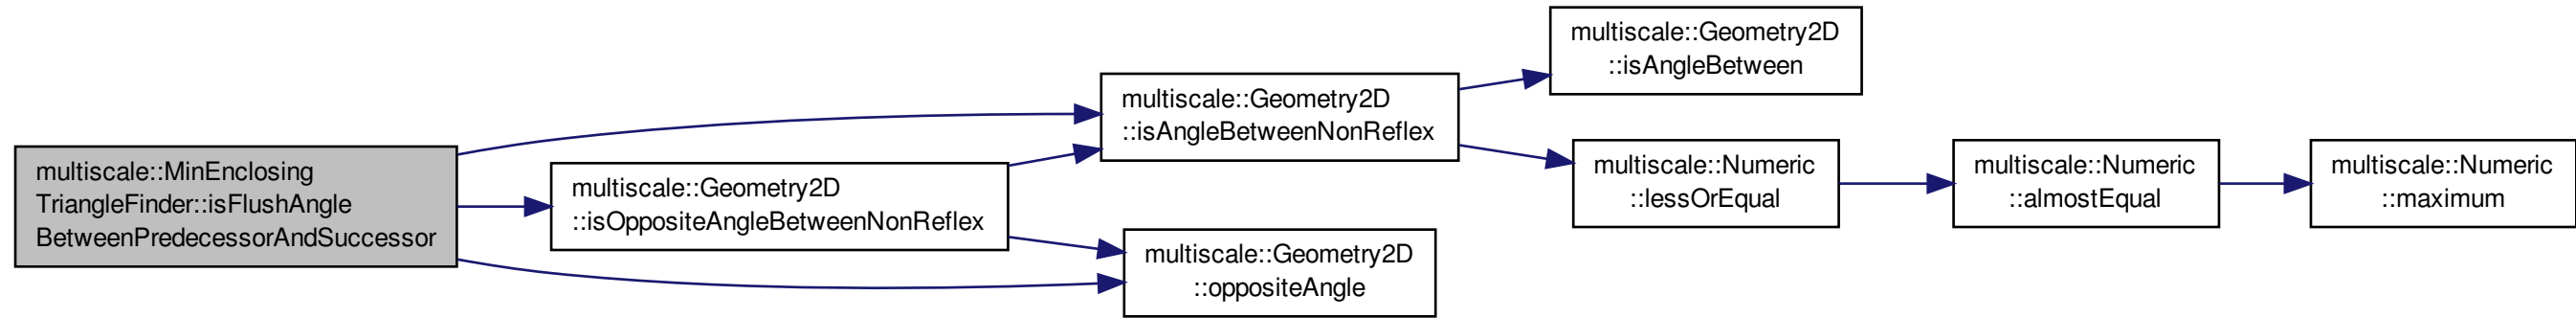 multiscale::MinEnclosing
TriangleFinder::isFlushAngle
BetweenPredecessorAndSuccessor
multiscale::Geometry2D
::isOppositeAngleBetweenNonReflex
multiscale::Geometry2D
::isAngleBetweenNonReflex
multiscale::Geometry2D
::oppositeAngle
multiscale::Geometry2D
::isAngleBetween
multiscale::Numeric
::lessOrEqual
multiscale::Numeric
::almostEqual
multiscale::Numeric
::maximum